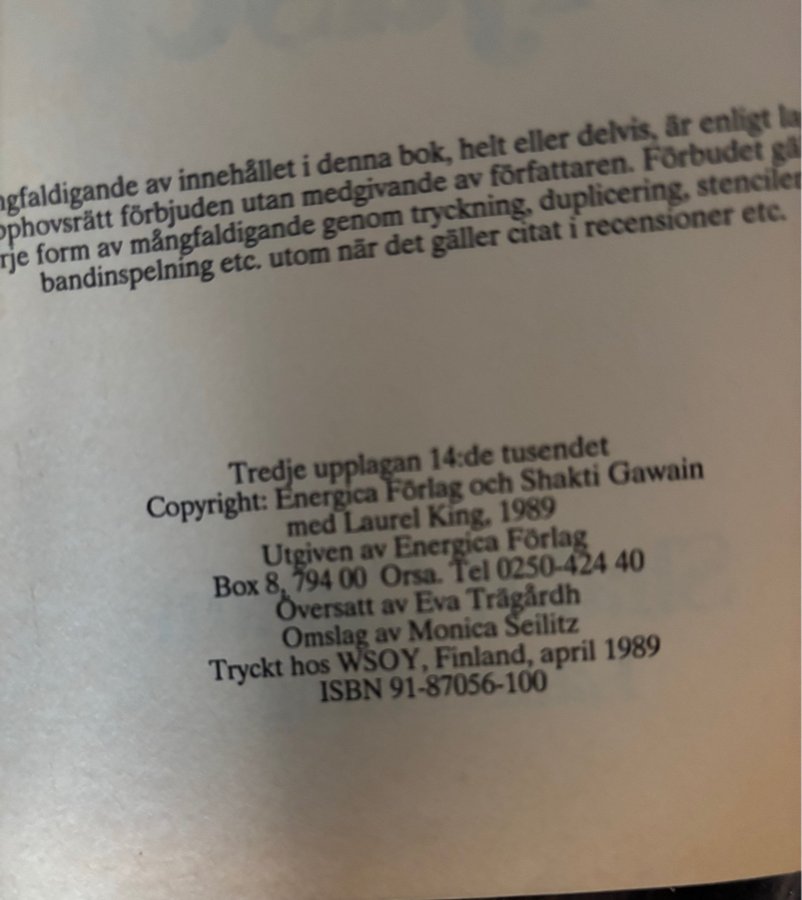 ngfaldigande av innehållet i denna bok, helt eller delvis, är enligt la
pphovsrätt förbjuden utan medgivande av författaren. Förbudet gä
rje form av mångfaldigande genom tryckning, duplicering, stenciler
bandinspelning etc. utom när det gäller citat i recensioner etc.
Tredje upplagan 14:de tusendet
Copyright: Energica Förlag och Shakti Gawain
med Laurel King, 1989
Utgiven av Energica Förlag
Box 8, 794 00 Orsa. Tel 0250-424 40
Översatt av Eva Trägårdh
Omslag av Monica Seilitz
Tryckt hos WSOY, Finland, april 1989
ISBN 91-87056-100